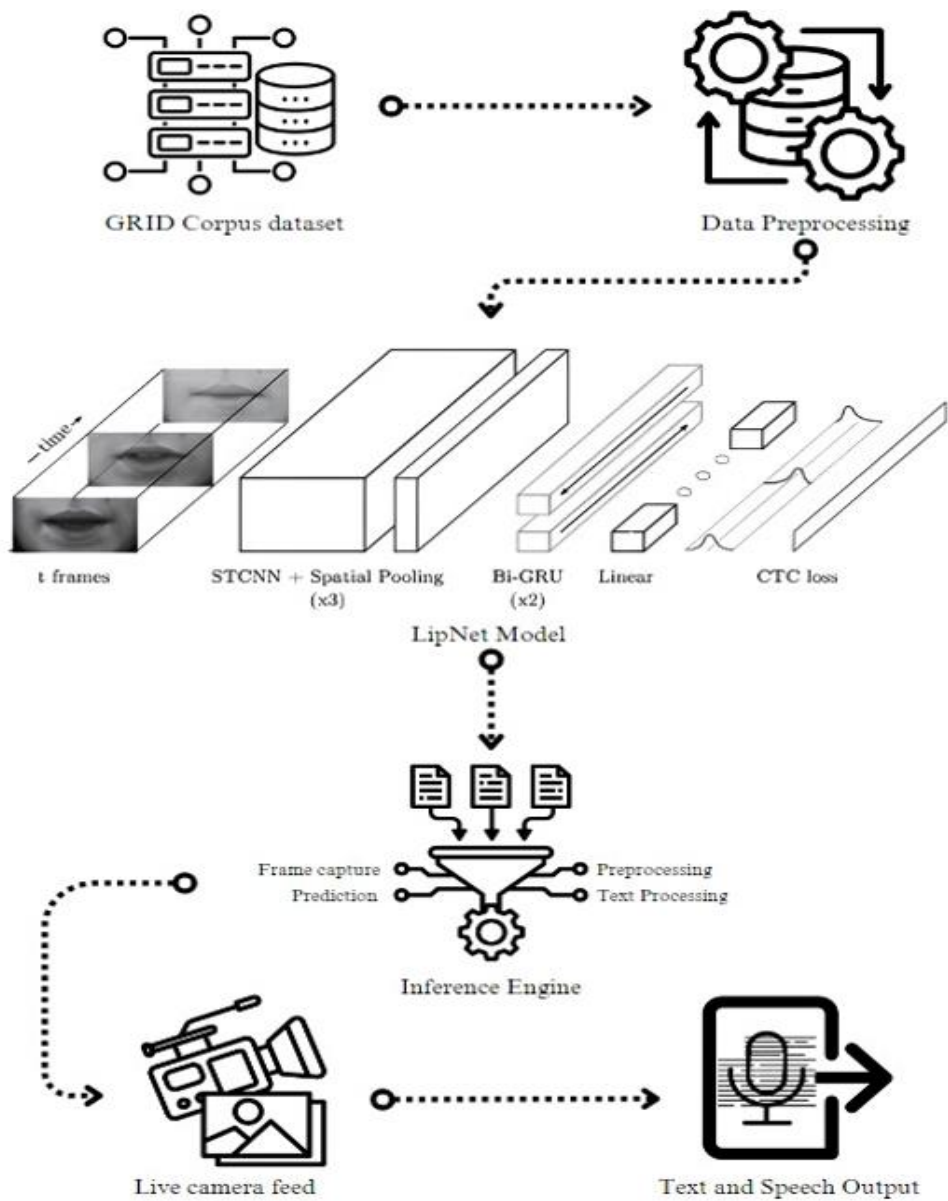 GRID Corpus dataset
Data Preprocessing
time
t frames
STCNN + Spatial Pooling
(x3)
Bi-GRU
(x2)
Linear
CTC loss
LipNet Model
Frame capture
Preprocessing
Prediction
Text Processing
Inference Engine
Live camera feed
Text and Speech Output